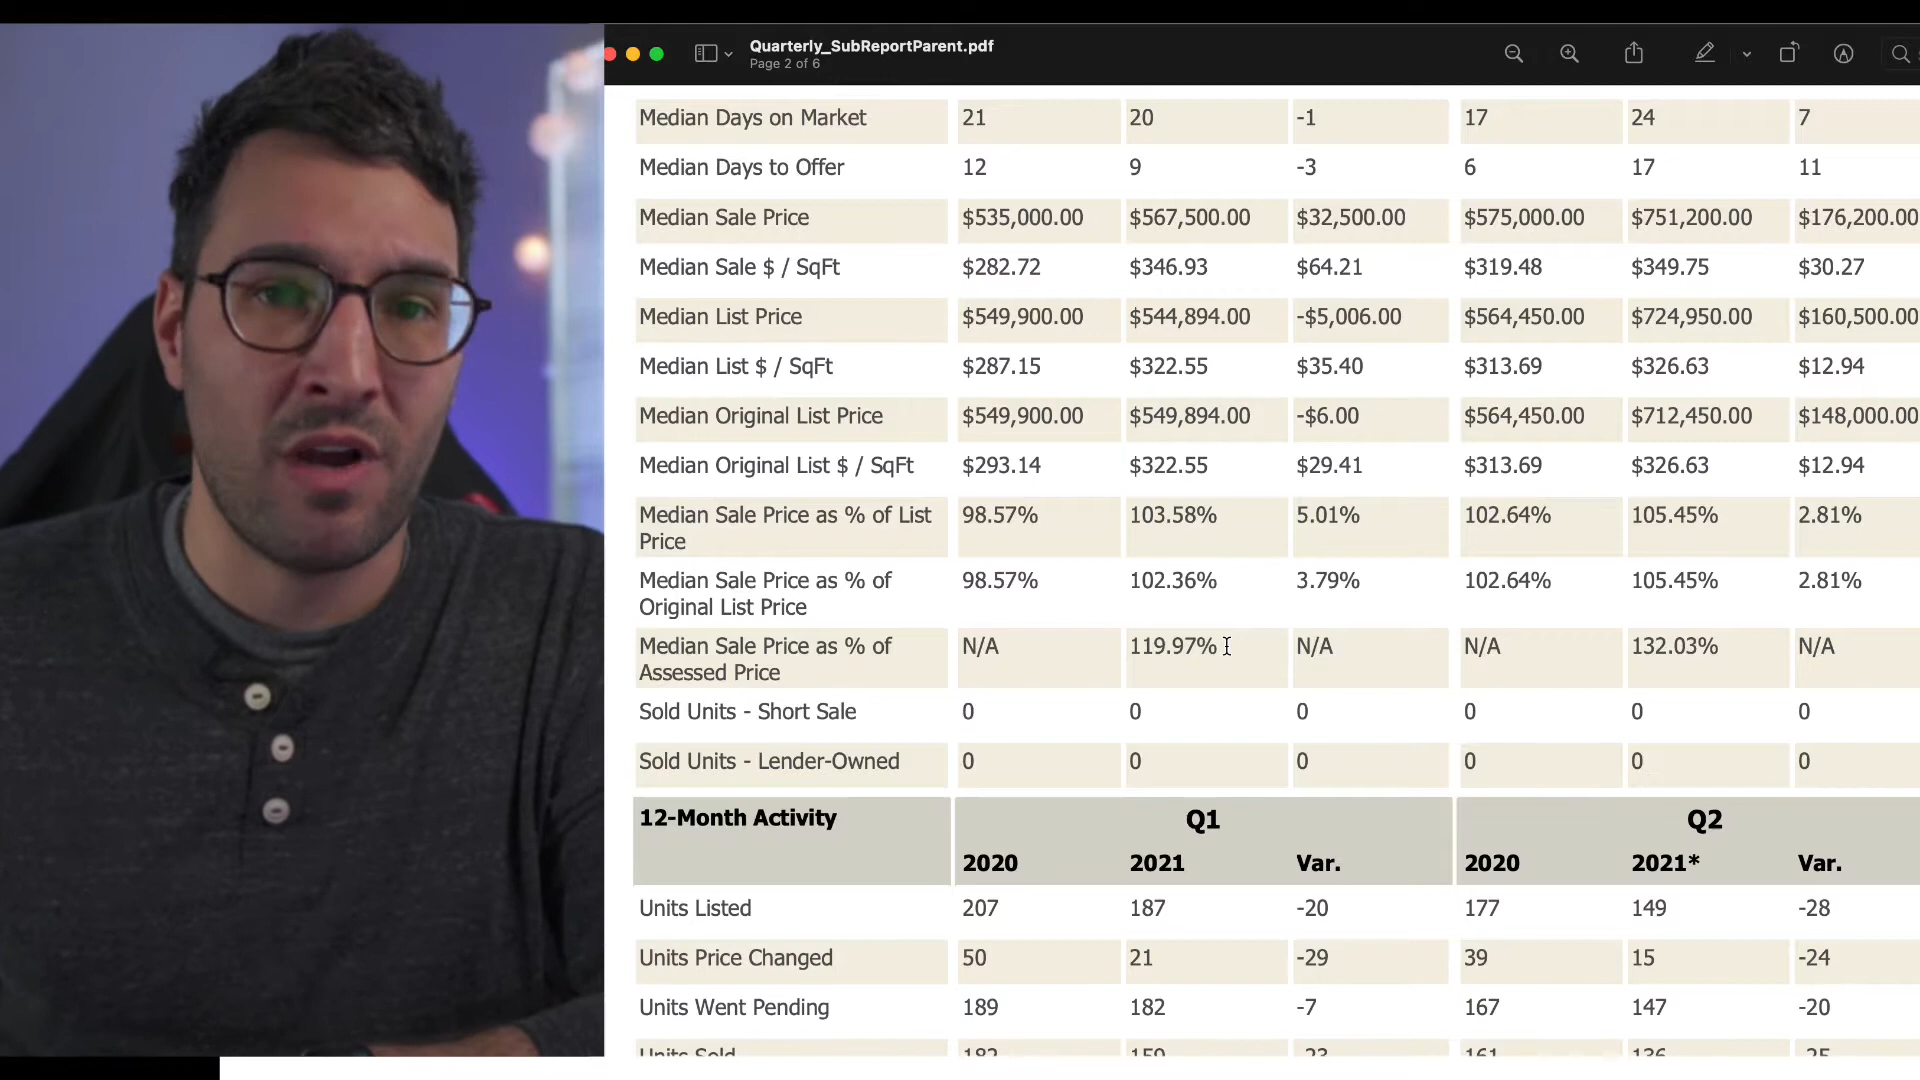 Quarterly_SubReportParent.pdf
Page 2 of 6
Median Days on Market 21 20 -1 17 24 7
Median Days to Offer 12 9 -3 6 17 11
Median Sale Price $535,000.00 $567,500.00 $32,500.00 $575,000.00 $751,200.00 $176,200.00
Median Sale $ / SqFt $282.72 $346.93 $64.21 $319.48 $349.75 $30.27
Median List Price $549,900.00 $544,894.00 -$5,006.00 $564,450.00 $724,950.00 $160,500.00
Median List $ / SqFt $287.15 $322.55 $35.40 $313.69 $326.63 $12.94
Median Original List Price $549,900.00 $549,894.00 -$6.00 $564,450.00 $712,450.00 $148,000.00
Median Original List $ / SqFt $293.14 $322.55 $29.41 $313.69 $326.63 $12.94
Median Sale Price as % of List 98.57% 103.58% 5.01% 102.64% 105.45% 2.81%
Price
Median Sale Price as % of 98.57% 102.36% 3.79% 102.64% 105.45% 2.81%
Original List Price
Median Sale Price as % of N/A 119.97% N/A N/A 132.03% N/A
Assessed Price
Sold Units - Short Sale 0 0 0 0 0 0
Sold Units - Lender-Owned 0 0 0 0 0 0
12-Month Activity Q1 Q2
2020 2021 Var. 2020 2021* Var.
Units Listed 207 187 -20 177 149 -28
Units Price Changed 50 21 -29 39 15 -24
Units Went Pending 189 182 -7 167 147 -20
Units Sold